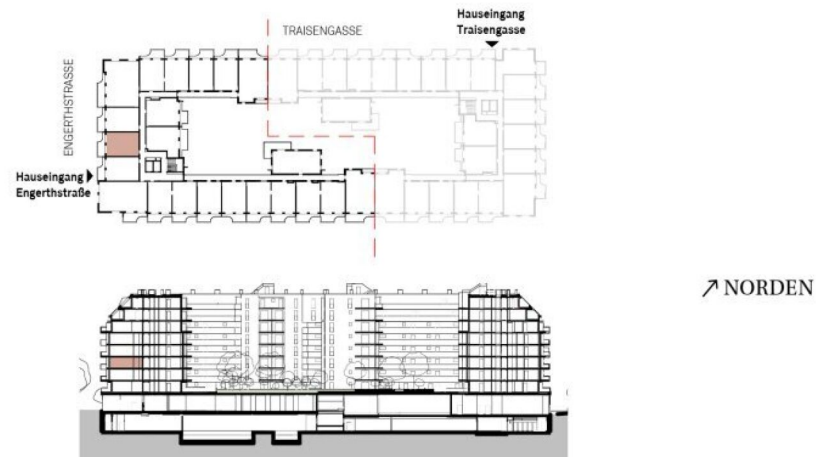 Hauseingang
Traisengasse
TRAISENGASSE
ENGERTHSTRASSE
Hauseingang
Engerthstraße
↗ NORDEN